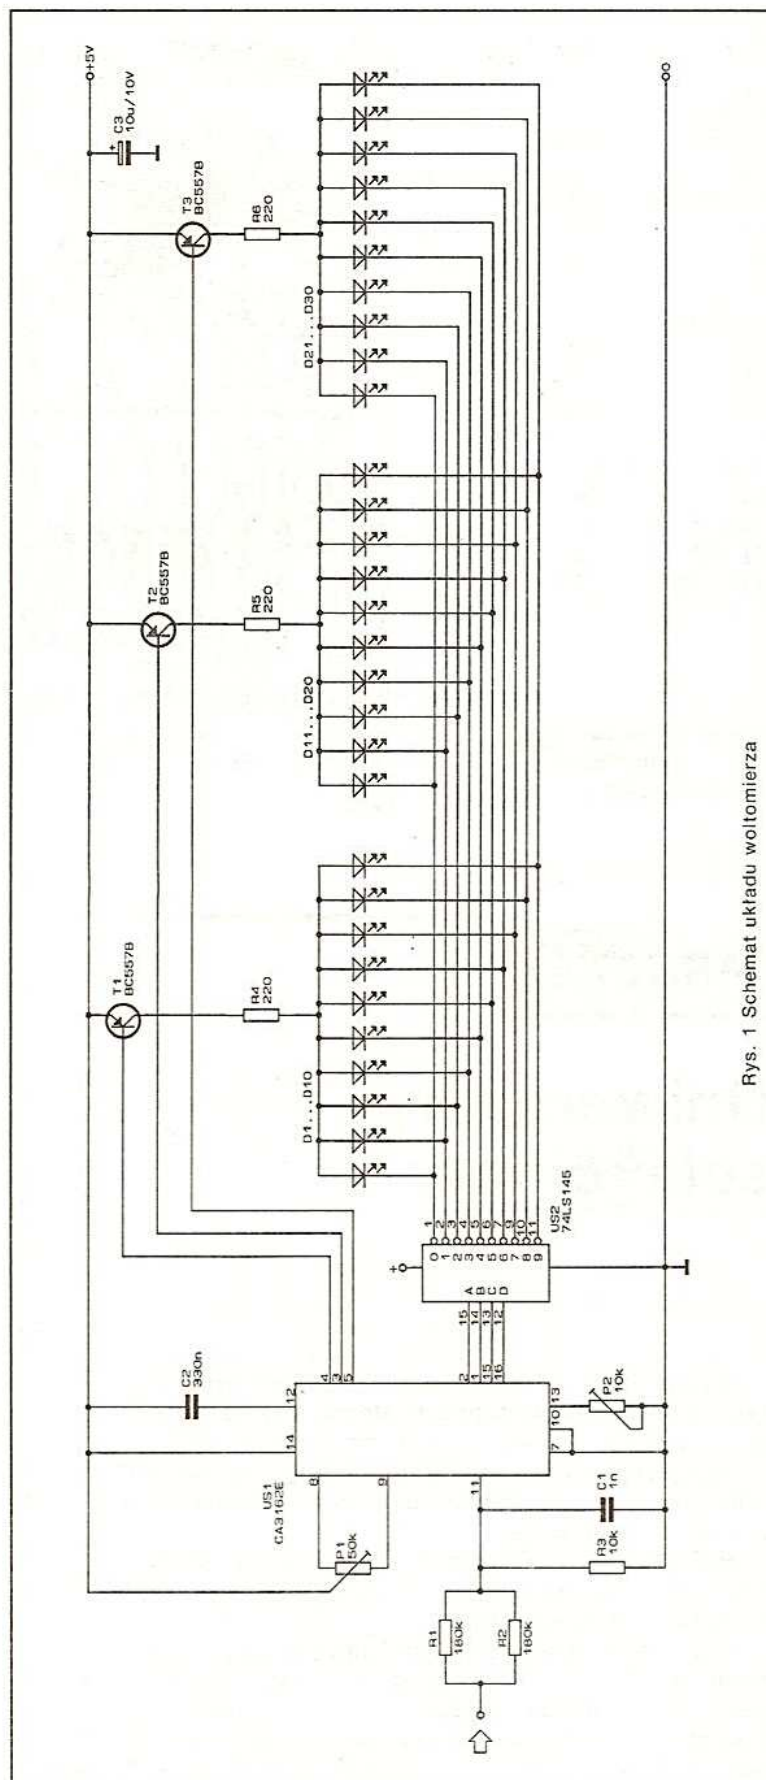 +5V
0
C3
10u/10V
+
T3
BC557B
T2
BC557B
T1
BC557B
R6
220
R5
220
R4
220
D21...D30
D11...D20
D1...D10
C2
330n
US1
CA3162E
12
14
8
9
11
4
3
5
2
1
15
16
13
10
7
P1
50k
P2
10k
C1
1n
R3
10k
R1
180k
R2
180k
+
US2
74LS145
15
14
13
12
A
B
C
D
0
1
2
3
4
5
6
7
8
9
1
2
3
4
5
6
7
9
10
11
Rys. 1 Schemat układu woltomierza